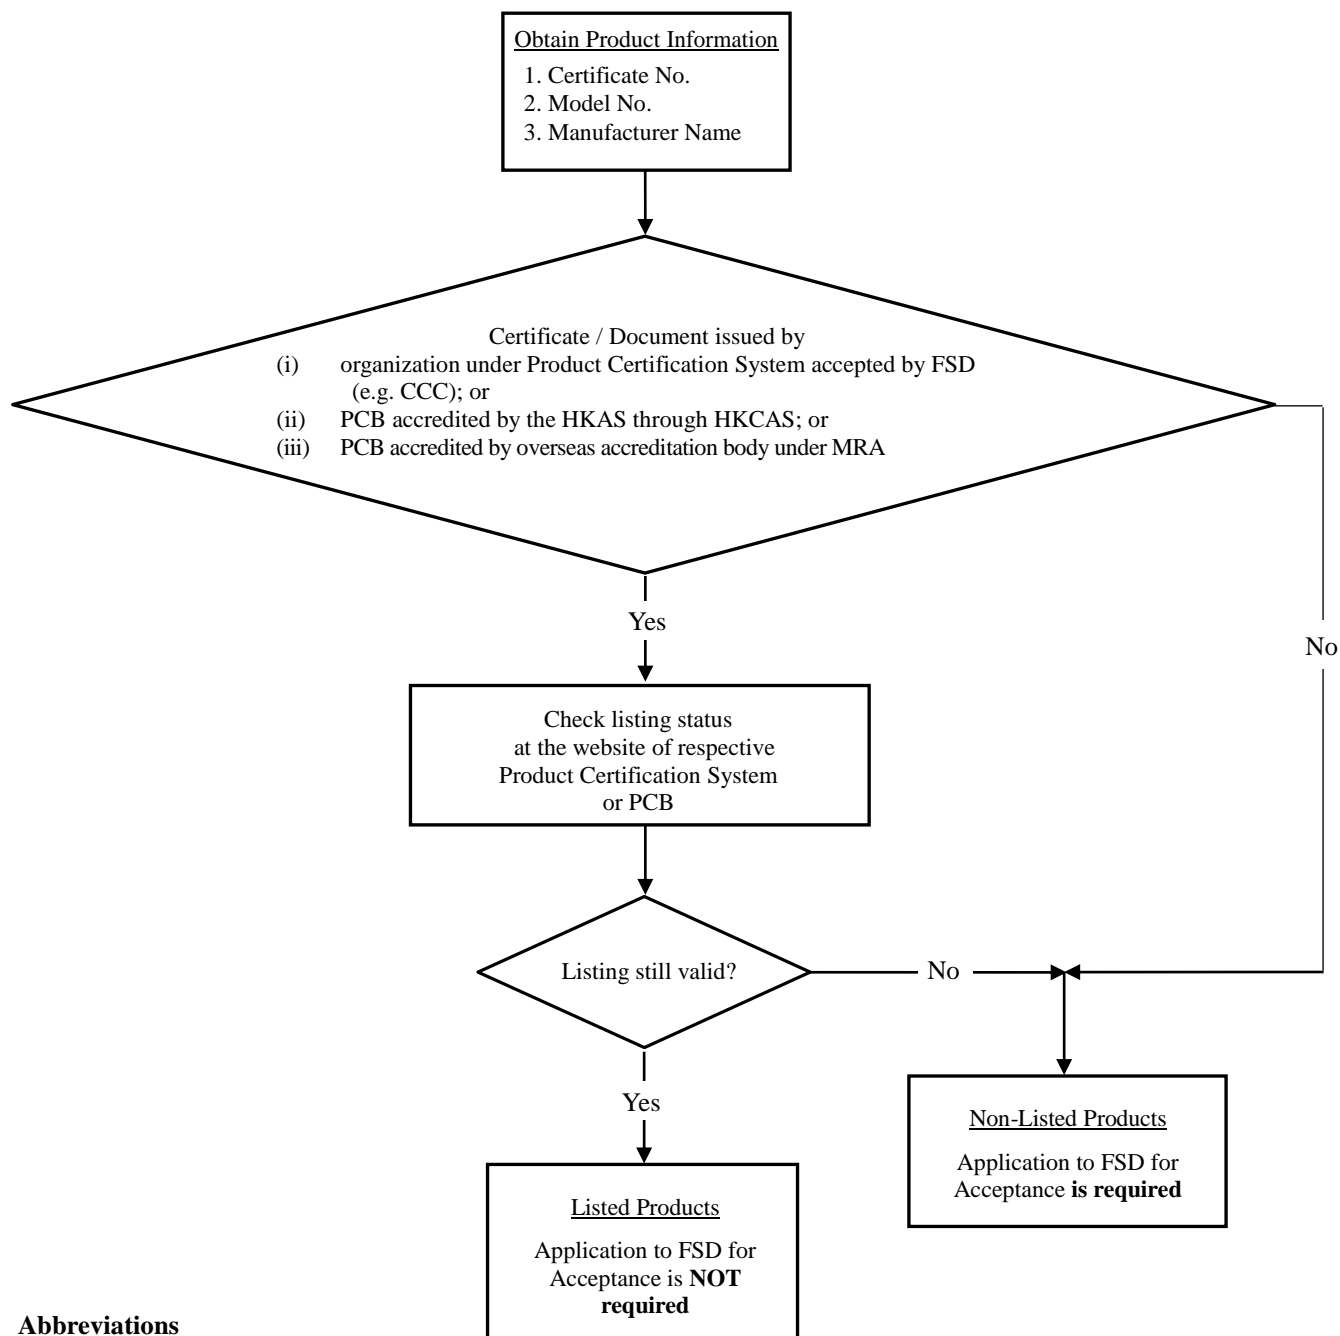 Obtain Product Information
1. Certificate No.
2. Model No.
3. Manufacturer Name
Certificate / Document issued by
(i) organization under Product Certification System accepted by FSD
(e.g. CCC); or
(ii) PCB accredited by the HKAS through HKCAS; or
(iii) PCB accredited by overseas accreditation body under MRA
Yes
No
Check listing status
at the website of respective
Product Certification System
or PCB
Listing still valid?
No
Yes
Non-Listed Products
Application to FSD for
Acceptance is required
Listed Products
Application to FSD for
Acceptance is NOT
required
Abbreviations